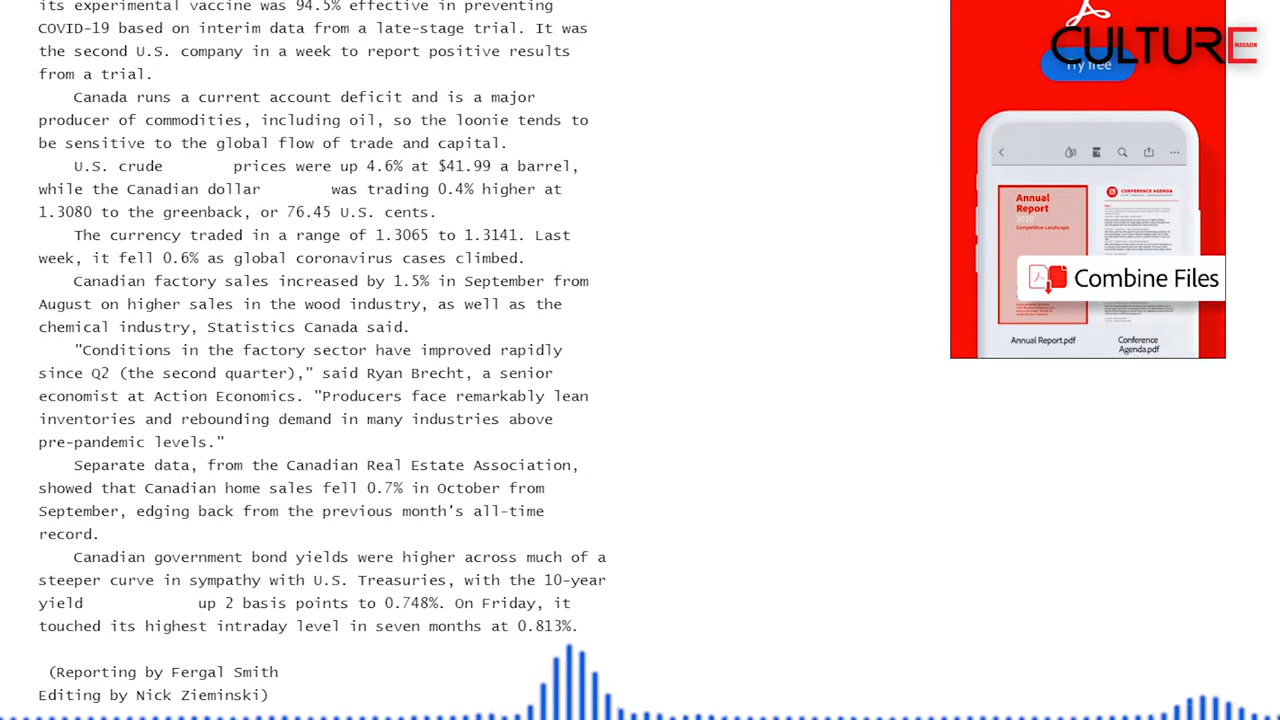 its experimental vaccine was 94.5% effective in preventing
COVID-19 based on interim data from a late-stage trial. It was
the second U.S. company in a week to report positive results
from a trial.
Canada runs a current account deficit and is a major
producer of commodities, including oil, so the loonie tends to
be sensitive to the global flow of trade and capital.
U.S. crude prices were up 4.6% at $41.99 a barrel,
while the Canadian dollar was trading 0.4% higher at
1.3080 to the greenback, or 76.45 U.S. cents.
The currency traded in a range of
week, it fell 0.6% as global coronavirus cases climbed.
Canadian factory sales increased by 1.5% in September from
August on higher sales in the wood industry, as well as the
chemical industry, Statistics Canada said.
"Conditions in the factory sector have improved rapidly
since Q2 (the second quarter)," said Ryan Brecht, a senior
economist at Action Economics. "Producers face remarkably lean
inventories and rebounding demand in many industries above
pre-pandemic levels."
Separate data, from the Canadian Real Estate Association,
showed that Canadian home sales fell 0.7% in October from
September, edging back from the previous month's all-time
record.
Canadian government bond yields were higher across much of a
steeper curve in sympathy with U.S. Treasuries, with the 10-year
yield up 2 basis points to 0.748%. On Friday, it
touched its highest intraday level in seven months at 0.813%.
(Reporting by Fergal Smith
Editing by Nick Zieminski)
CULTURE
MAGAZIN
Try free
Annual
Report
2020
Competitive Landscape
CONFERENCE AGENDA
Combine Files
Annual Report.pdf
Conference
Agenda.pdf